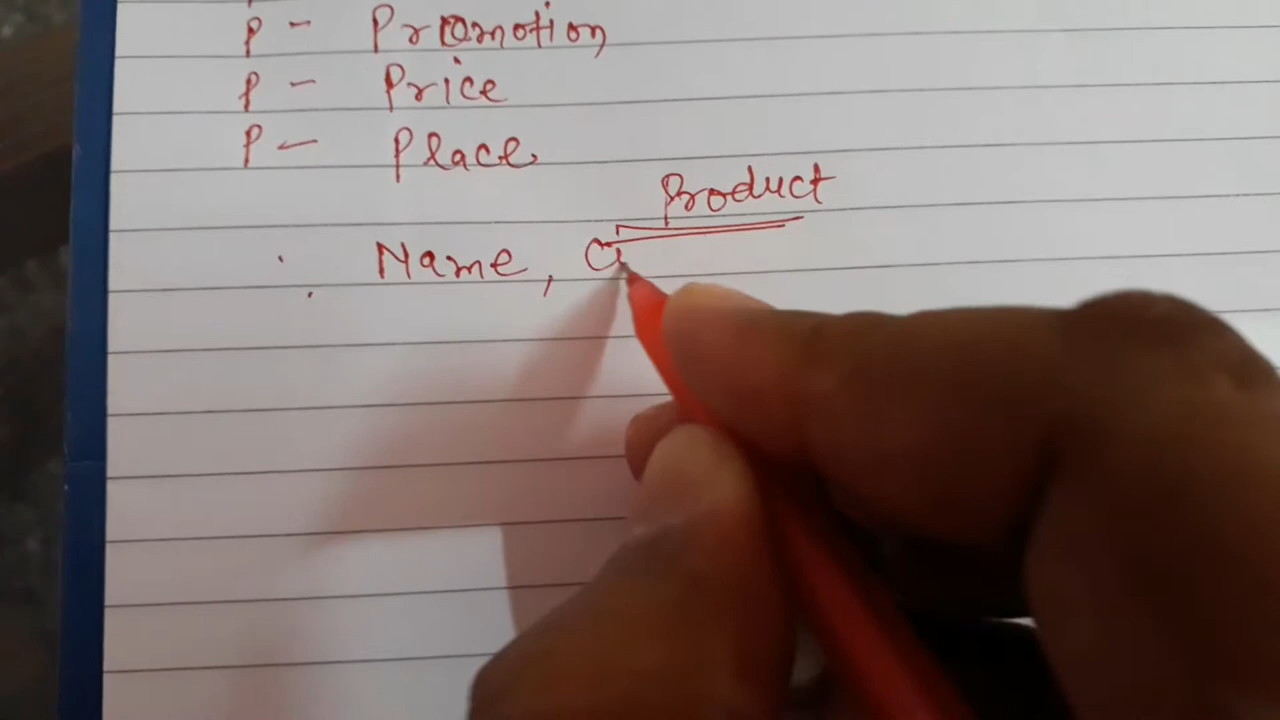 P - Promotion
P - Price
P - Place
Product
Name,